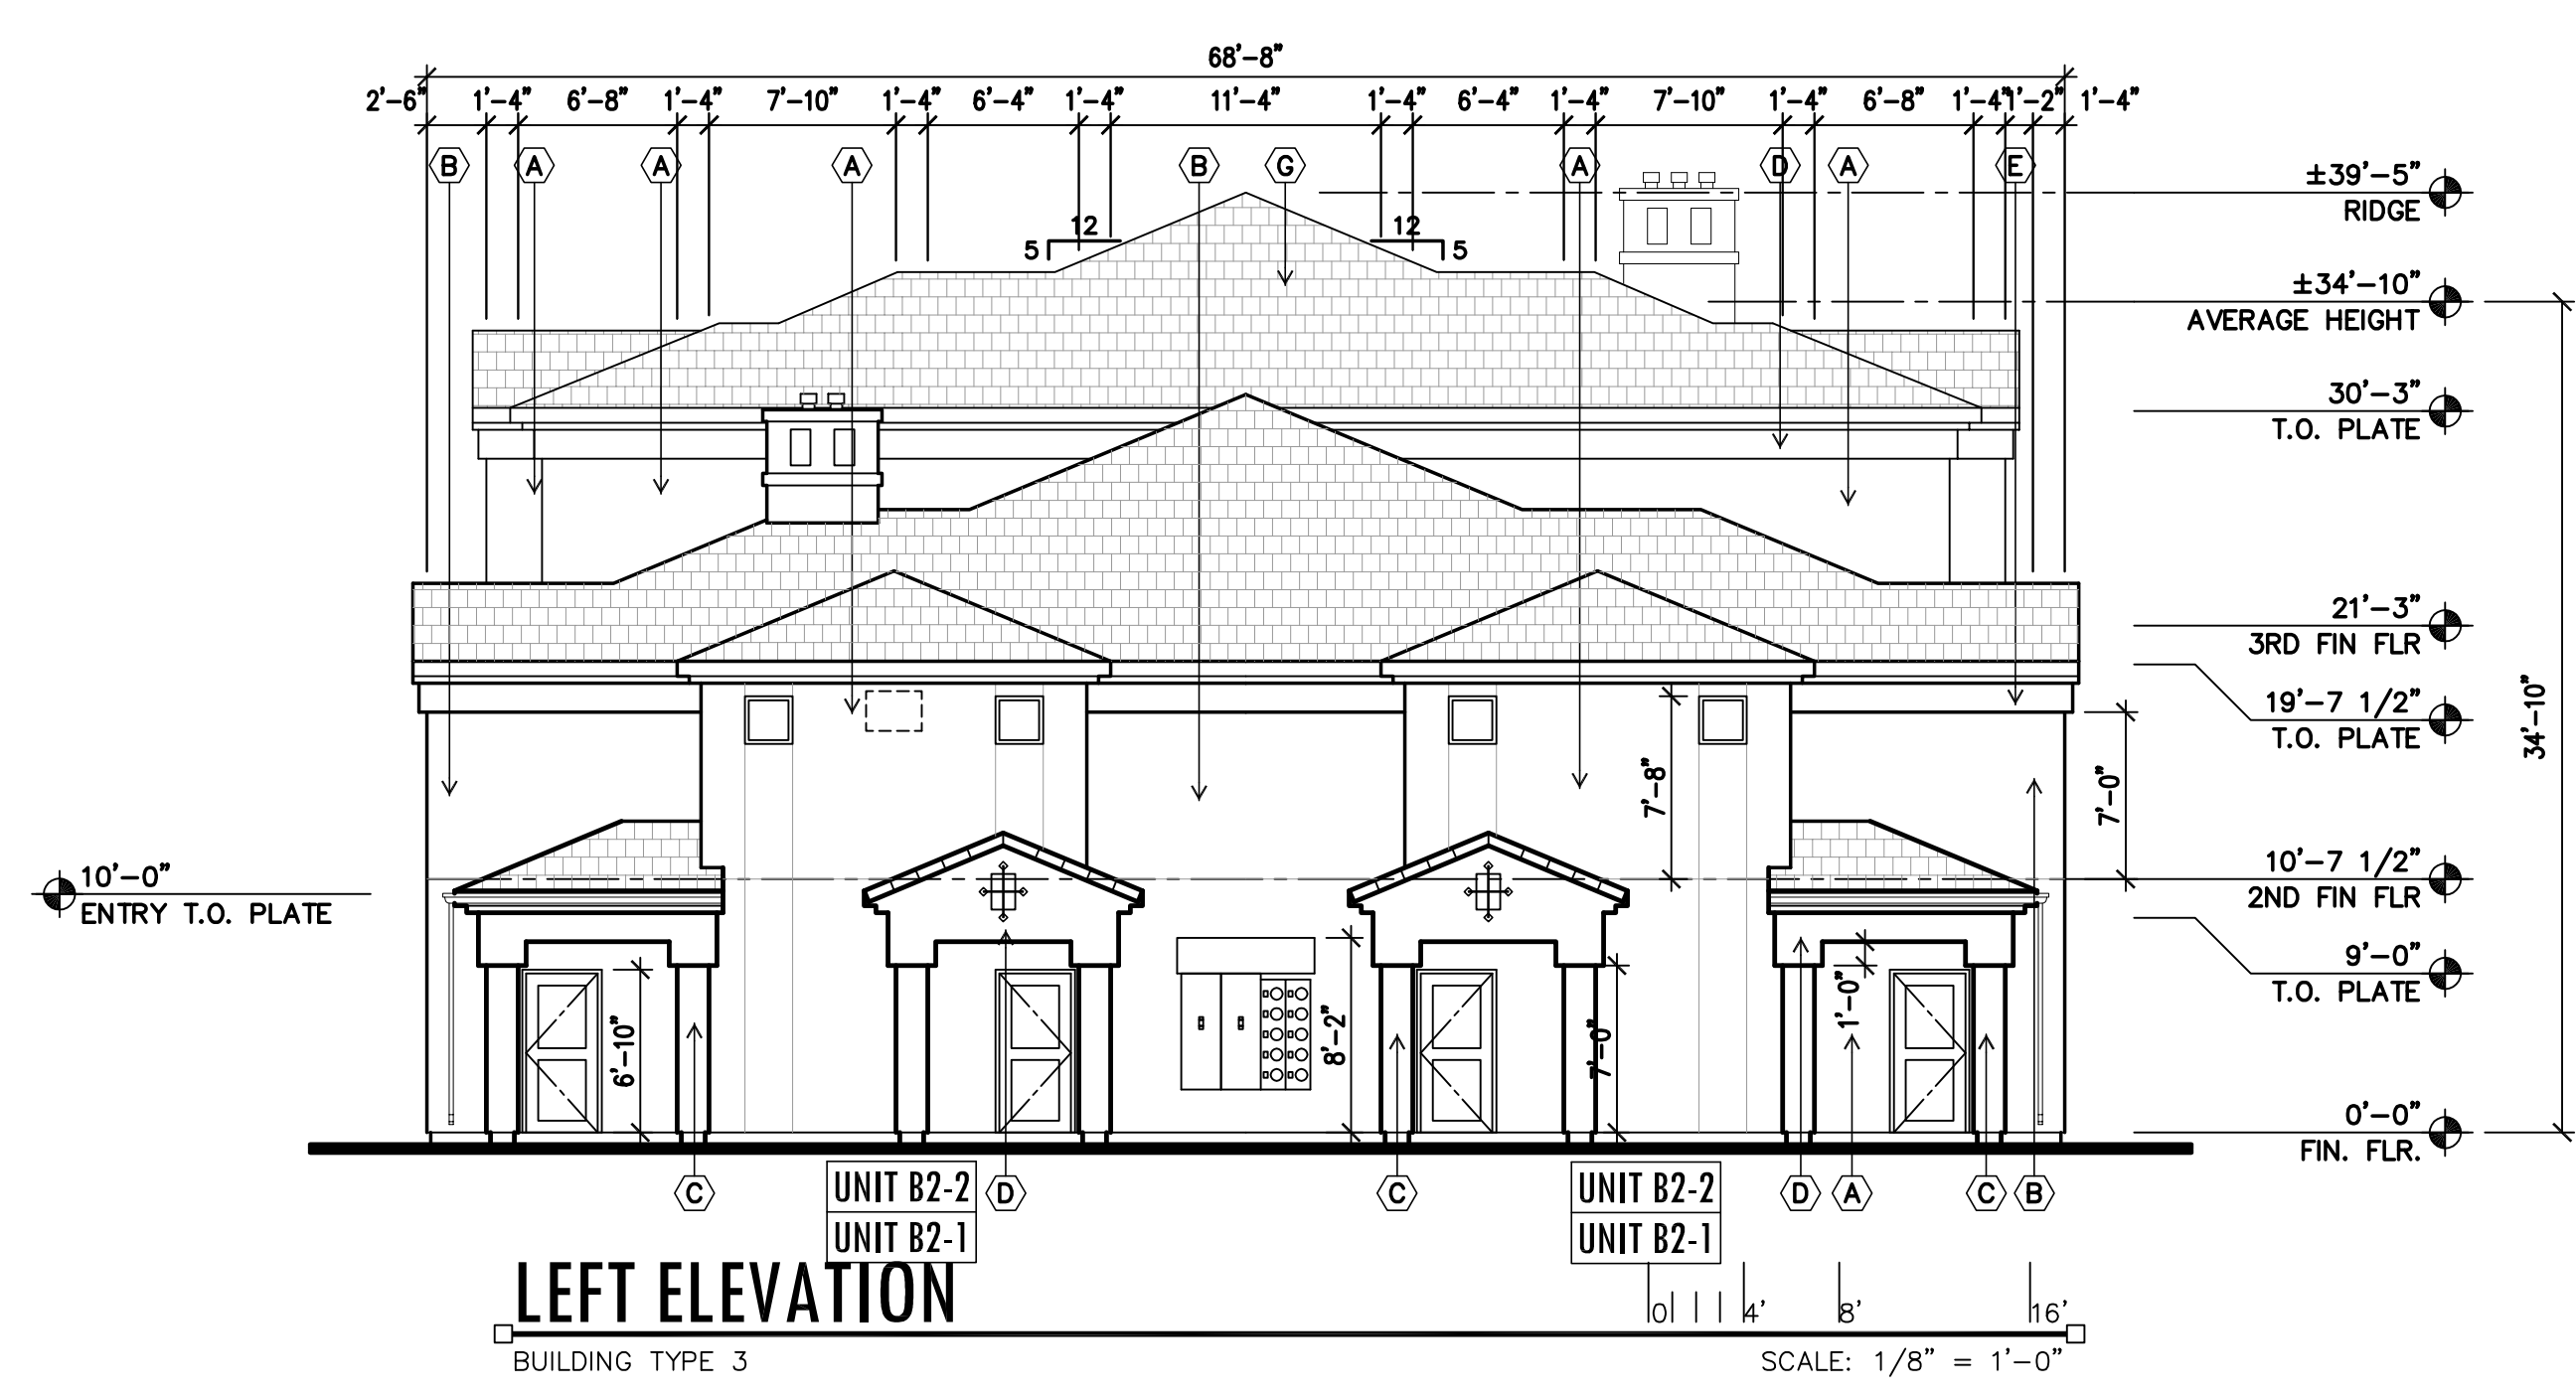 68'-8"
2'-6" 1'-4" 6'-8" 1'-4" 7'-10" 1'-4" 6'-4" 1'-4" 11'-4" 1'-4" 6'-4" 1'-4" 7'-10" 1'-4" 6'-8" 1'-4" 1'-2" 1'-4"
B A A A B G A D A E
±39'-5"
RIDGE
12 12
5 5
±34'-10"
AVERAGE HEIGHT
30'-3"
T.O. PLATE
21'-3"
3RD FIN FLR
19'-7 1/2"
T.O. PLATE
34'-10"
7'-8"
7'-0"
10'-0"
ENTRY T.O. PLATE
10'-7 1/2"
2ND FIN FLR
9'-0"
T.O. PLATE
6'-10"
8'-2"
7'-0"
1'-0"
0'-0"
FIN. FLR.
C D C D A C B
UNIT B2-2
UNIT B2-1
UNIT B2-2
UNIT B2-1
LEFT ELEVATION
0 4' 8' 16'
BUILDING TYPE 3
SCALE: 1/8" = 1'-0"